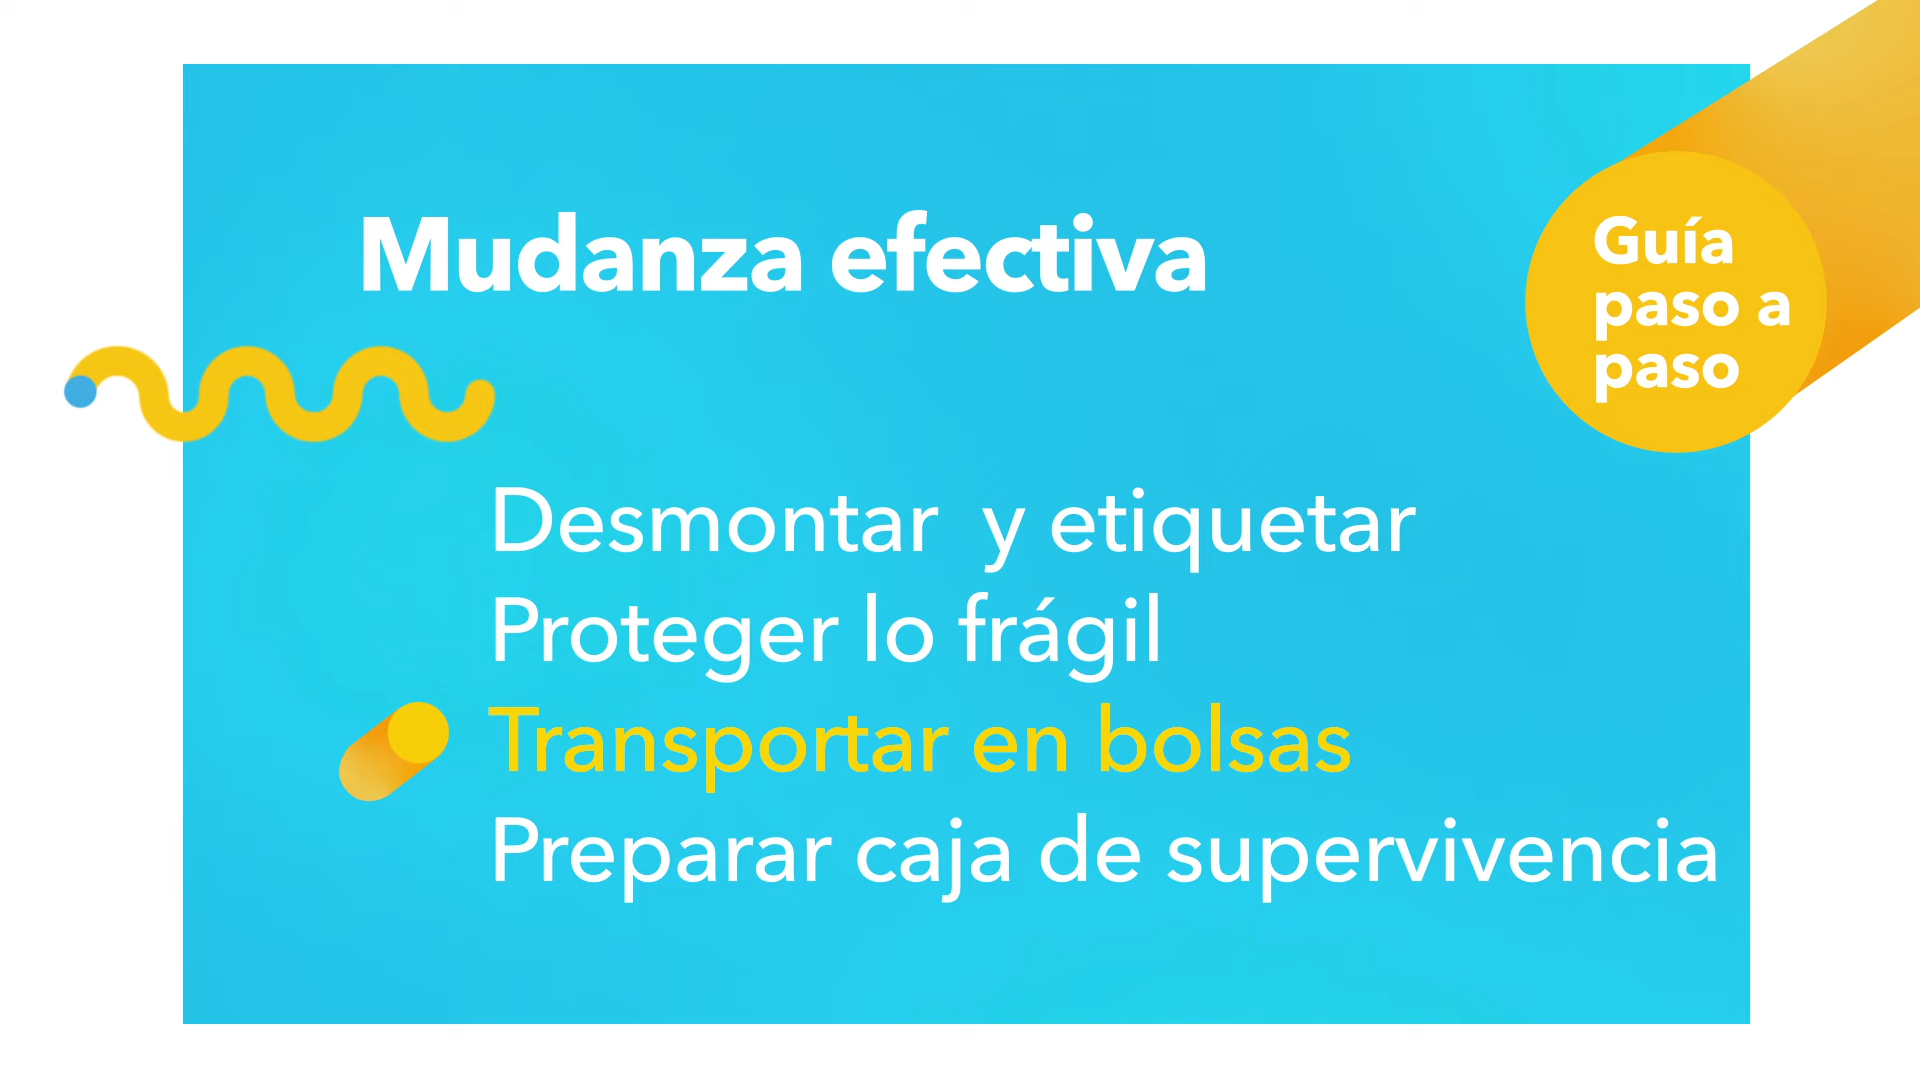 Mudanza efectiva
Guía
paso a
paso
Desmontar  y etiquetar
Proteger lo frágil
Transportar en bolsas
Preparar caja de supervivencia